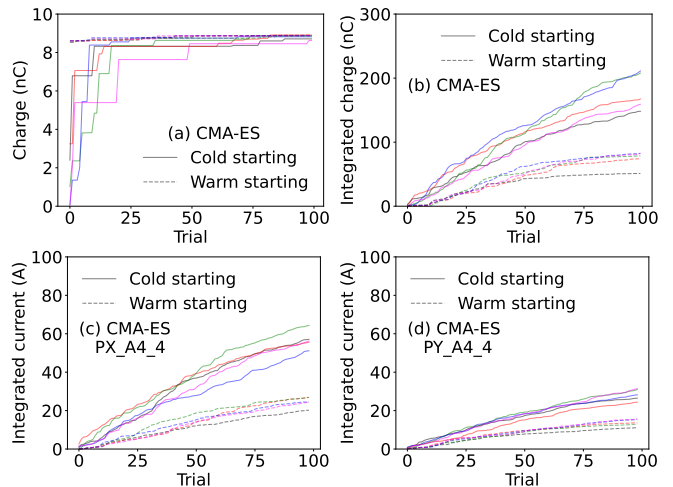 10
8
6
4
2
0
Charge (nC)
(a) CMA-ES
Cold starting
Warm starting
0 25 50 75 100
Trial
300
200
100
0
Integrated charge (nC)
Cold starting
Warm starting
(b) CMA-ES
0 25 50 75 100
Trial
100
80
60
40
20
0
Integrated current (A)
Cold starting
Warm starting
(c) CMA-ES
PX_A4_4
0 25 50 75 100
Trial
100
80
60
40
20
0
Integrated current (A)
Cold starting
Warm starting
(d) CMA-ES
PY_A4_4
0 25 50 75 100
Trial